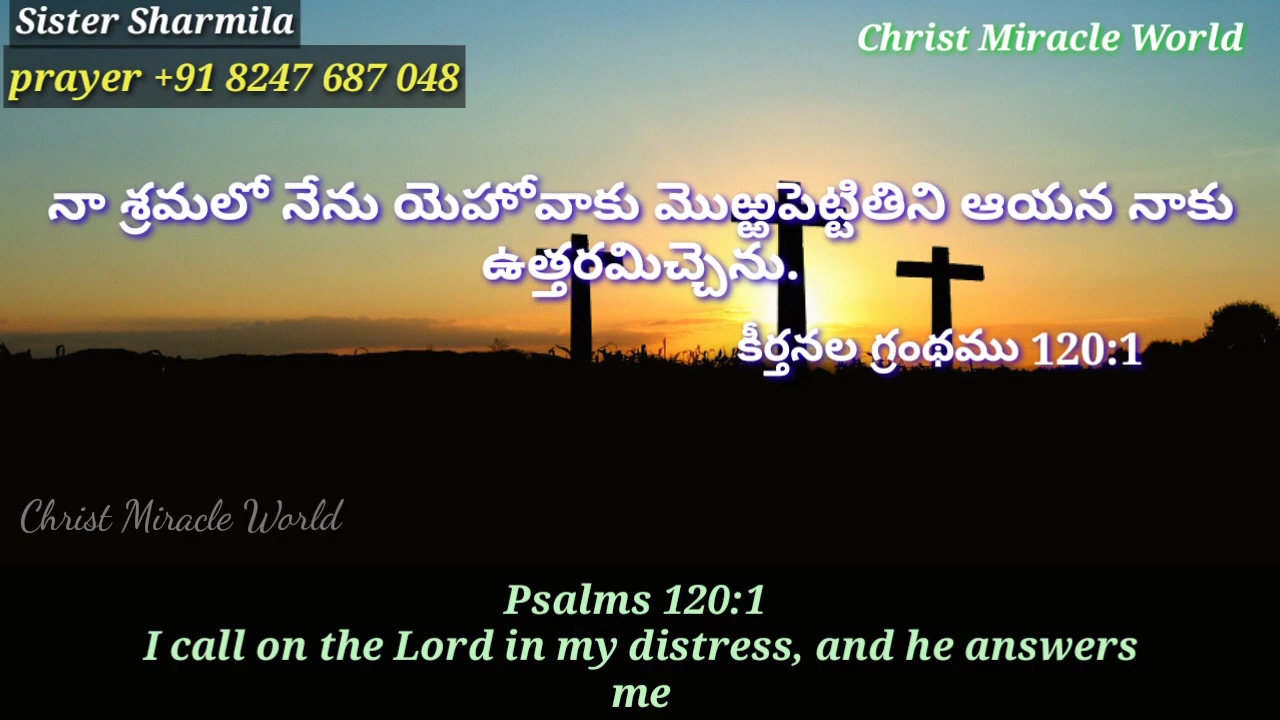 Sister Sharmila
Christ Miracle World
prayer +91 8247 687 048
నా శ్రమలో నేను యెహోవాకు మొఱ్ఱపెట్టితిని ఆయన నాకు
ఉత్తరమిచ్చెను.
కీర్తనల గ్రంథము 120:1
Christ Miracle World
Psalms 120:1
I call on the Lord in my distress, and he answers
me